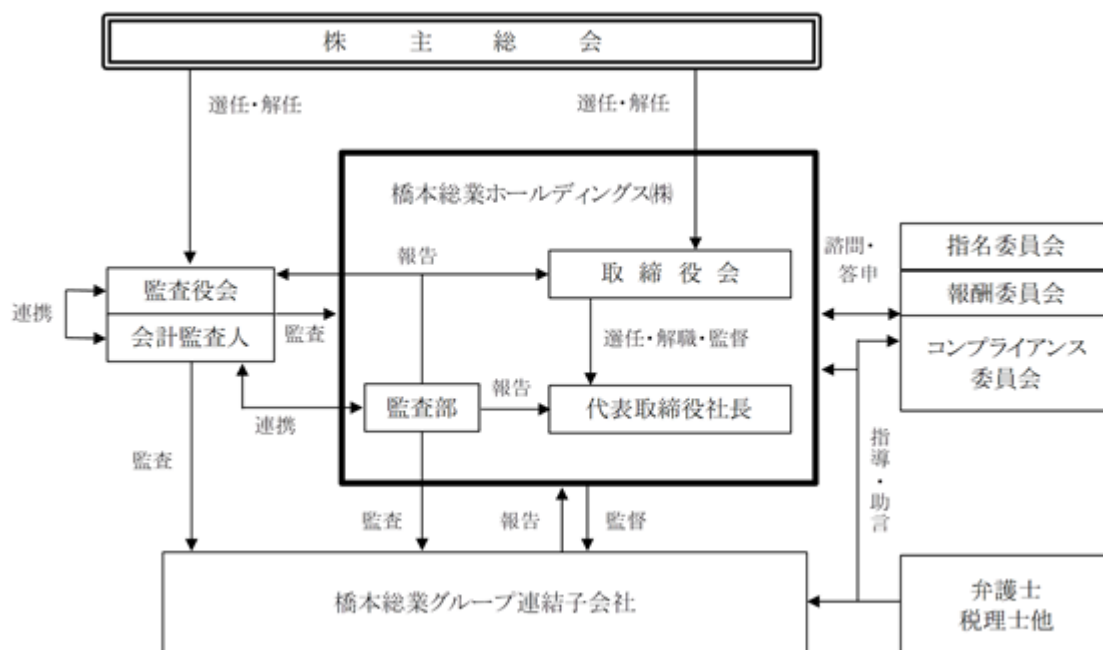 株主総会
選任・解任
選任・解任
橋本総業ホールディングス㈱
報告
取締役会
諮問・
答申
指名委員会
報酬委員会
コンプライアンス
委員会
連携
監査役会
会計監査人
監査
選任・解職・監督
連携
監査部
報告
代表取締役社長
監査
監査
報告
監督
指導・助言
橋本総業グループ連結子会社
弁護士
税理士他